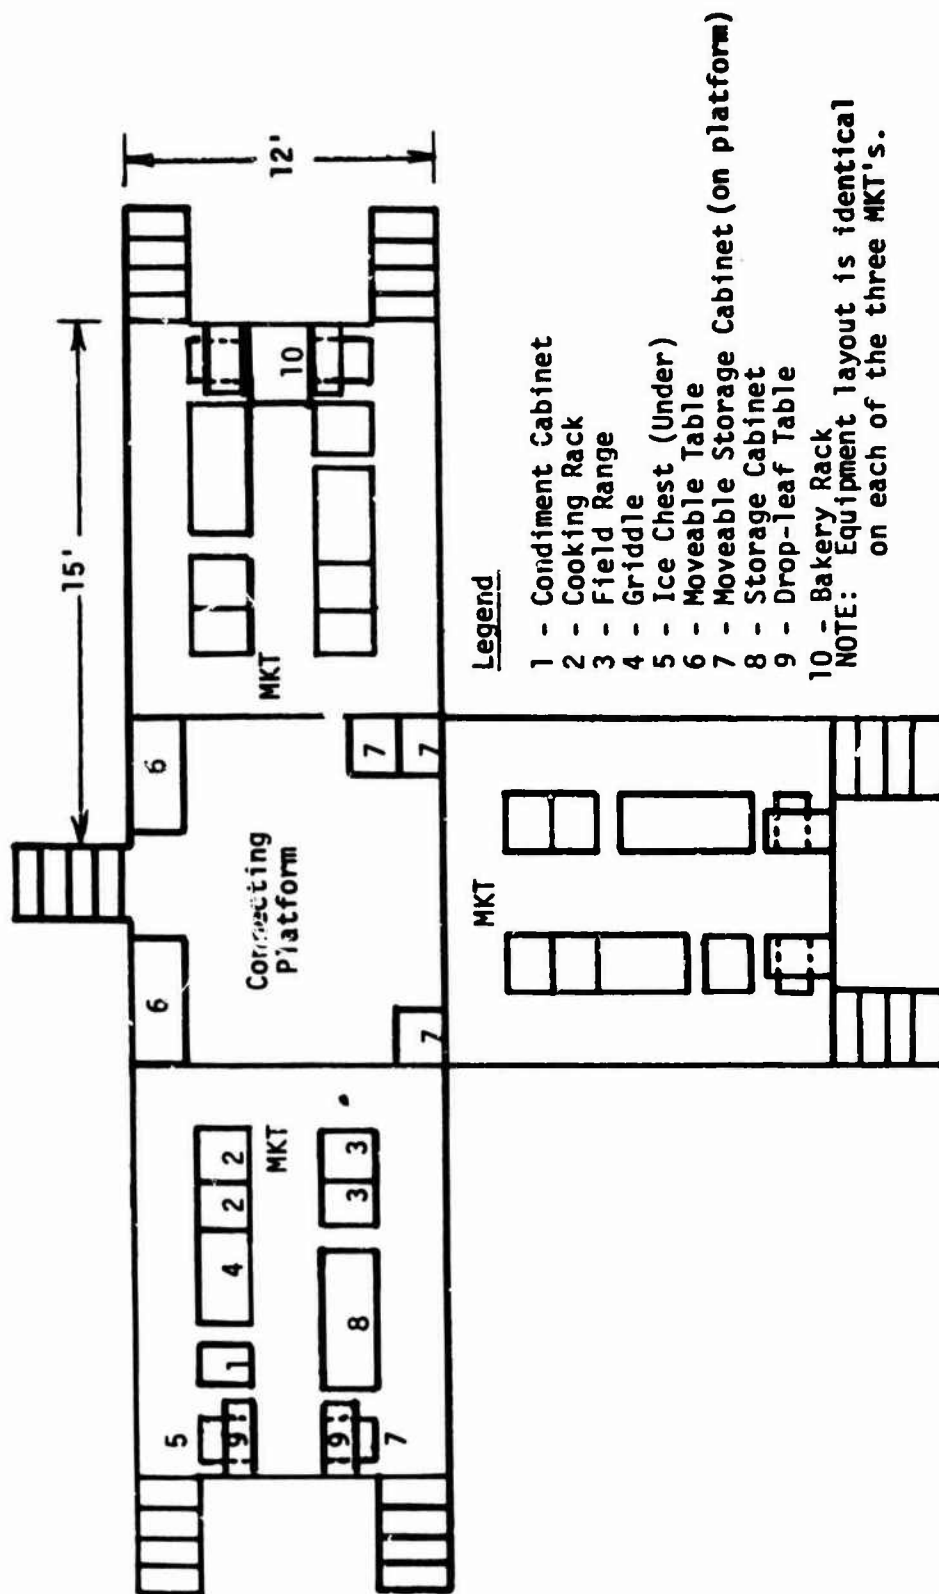 15'
12'
6
6
Connecting
Platform
7
7
7
MKT
10
MKT
2
2
4
1
3
3
8
5
9
9
7
MKT
Legend
1 - Condiment Cabinet
2 - Cooking Rack
3 - Field Range
4 - Griddle
5 - Ice Chest (Under)
6 - Moveable Table
7 - Moveable Storage Cabinet (on platform)
8 - Storage Cabinet
9 - Drop-leaf Table
10 - Bakery Rack
NOTE: Equipment layout is identical
on each of the three MKT's.